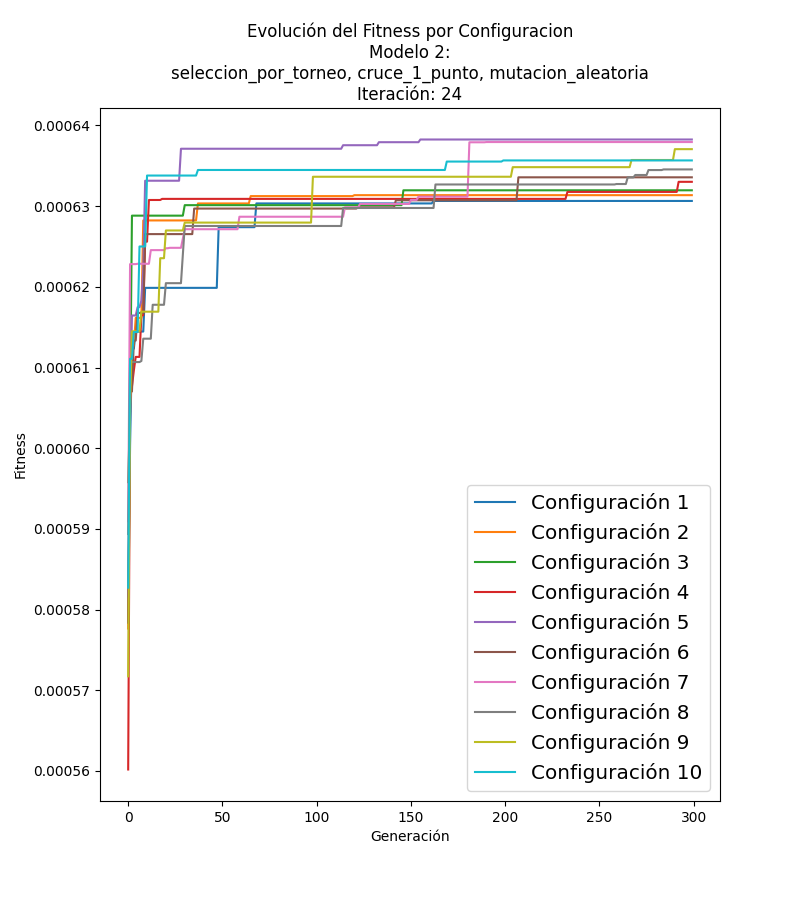 Evolución del Fitness por Configuracion
Modelo 2:
seleccion_por_torneo, cruce_1_punto, mutacion_aleatoria
Iteración: 24
0.00064
0.00063
0.00062
0.00061
0.00060
0.00059
0.00058
0.00057
0.00056
Fitness
Configuración 1
Configuración 2
Configuración 3
Configuración 4
Configuración 5
Configuración 6
Configuración 7
Configuración 8
Configuración 9
Configuración 10
0 50 100 150 200 250 300
Generación